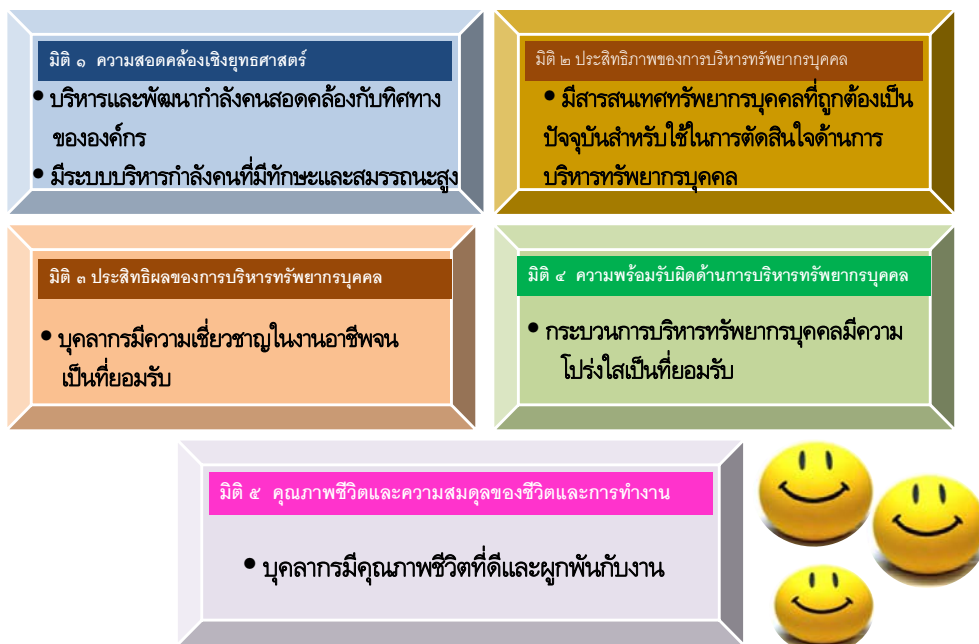 มิติ ๑ ความสอดคล้องเชิงยุทธศาสตร์
• บริหารและพัฒนากำลังคนสอดคล้องกับทิศทาง
ขององค์กร
• มีระบบบริหารกำลังคนที่มีทักษะและสมรรถนะสูง
มิติ ๒ ประสิทธิภาพของการบริหารทรัพยากรบุคคล
• มีสารสนเทศทรัพยากรบุคคลที่ถูกต้องเป็น
ปัจจุบันสำหรับใช้ในการตัดสินใจด้านการ
บริหารทรัพยากรบุคคล
มิติ ๓ ประสิทธิผลของการบริหารทรัพยากรบุคคล
• บุคลากรมีความเชี่ยวชาญในงานอาชีพจน
เป็นที่ยอมรับ
มิติ ๔ ความพร้อมรับผิดด้านการบริหารทรัพยากรบุคคล
• กระบวนการบริหารทรัพยากรบุคคลมีความ
โปร่งใสเป็นที่ยอมรับ
มิติ ๕ คุณภาพชีวิตและความสมดุลของชีวิตและการทำงาน
• บุคลากรมีคุณภาพชีวิตที่ดีและผูกพันกับงาน